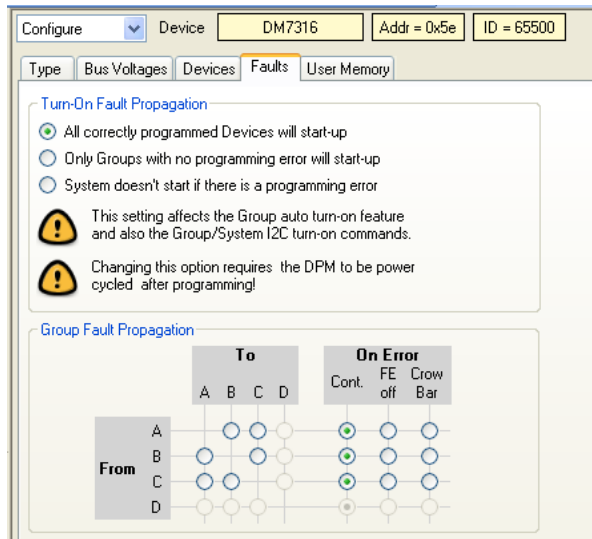 Configure Device DM7316 Addr = 0x5e ID = 65500
Type Bus Voltages Devices Faults User Memory
Turn-On Fault Propagation
All correctly programmed Devices will start-up
Only Groups with no programming error will start-up
System doesn't start if there is a programming error
This setting affects the Group auto turn-on feature
and also the Group/System I2C turn-on commands.
Changing this option requires the DPM to be power
cycled after programming!
Group Fault Propagation
To On Error
A B C D Cont. FE off Crow Bar
A
B
From
C
D